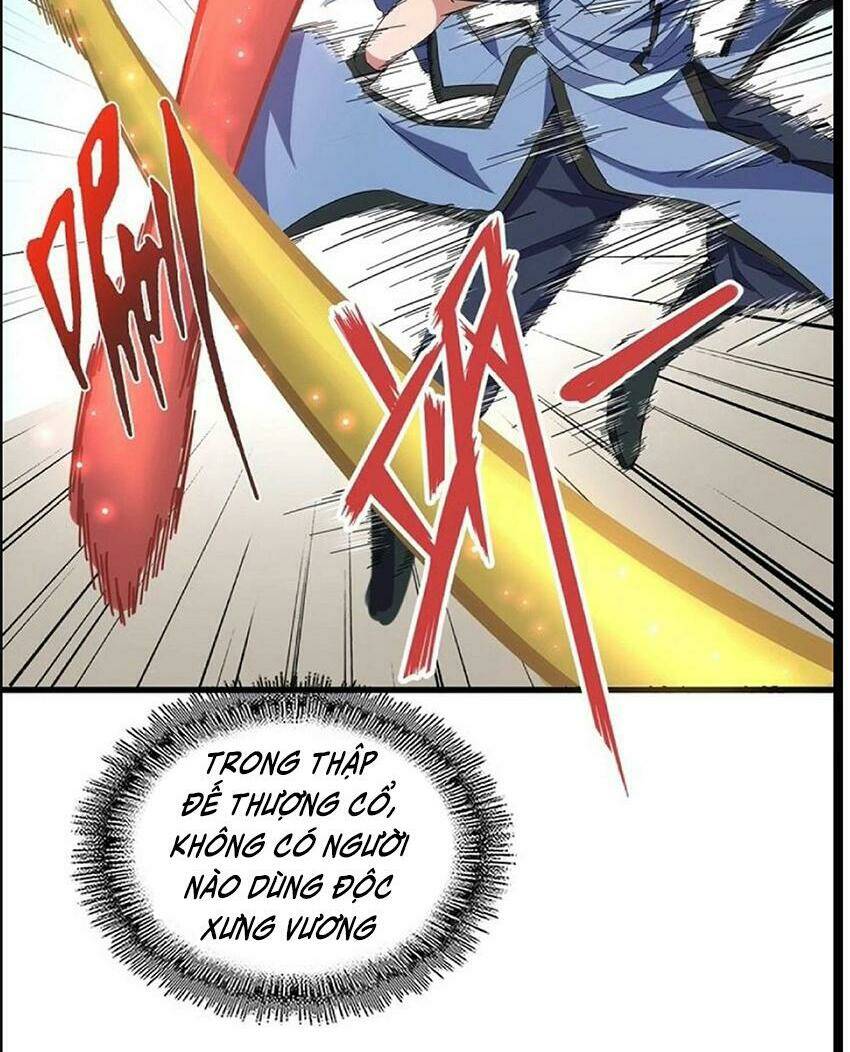 TRONG THẬP
ĐẾ THƯỢNG CỔ,
KHÔNG CÓ NGƯỜI
NÀO DÙNG ĐỘC
XƯNG VƯƠNG